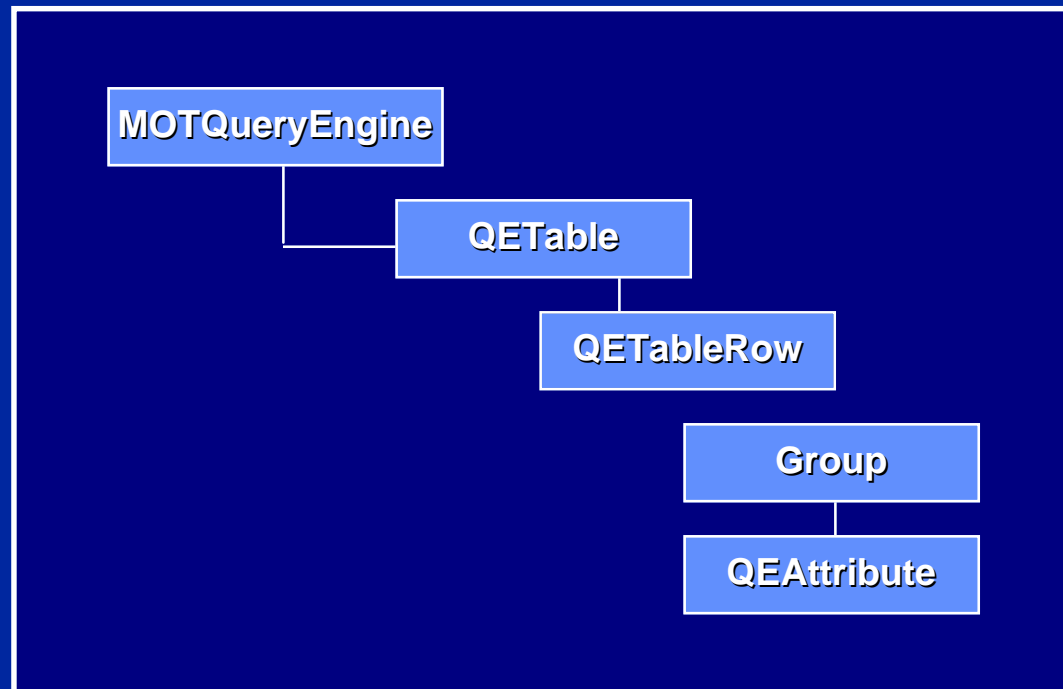 MOTQueryEngine
QETable
QETableRow
Group
QEAttribute